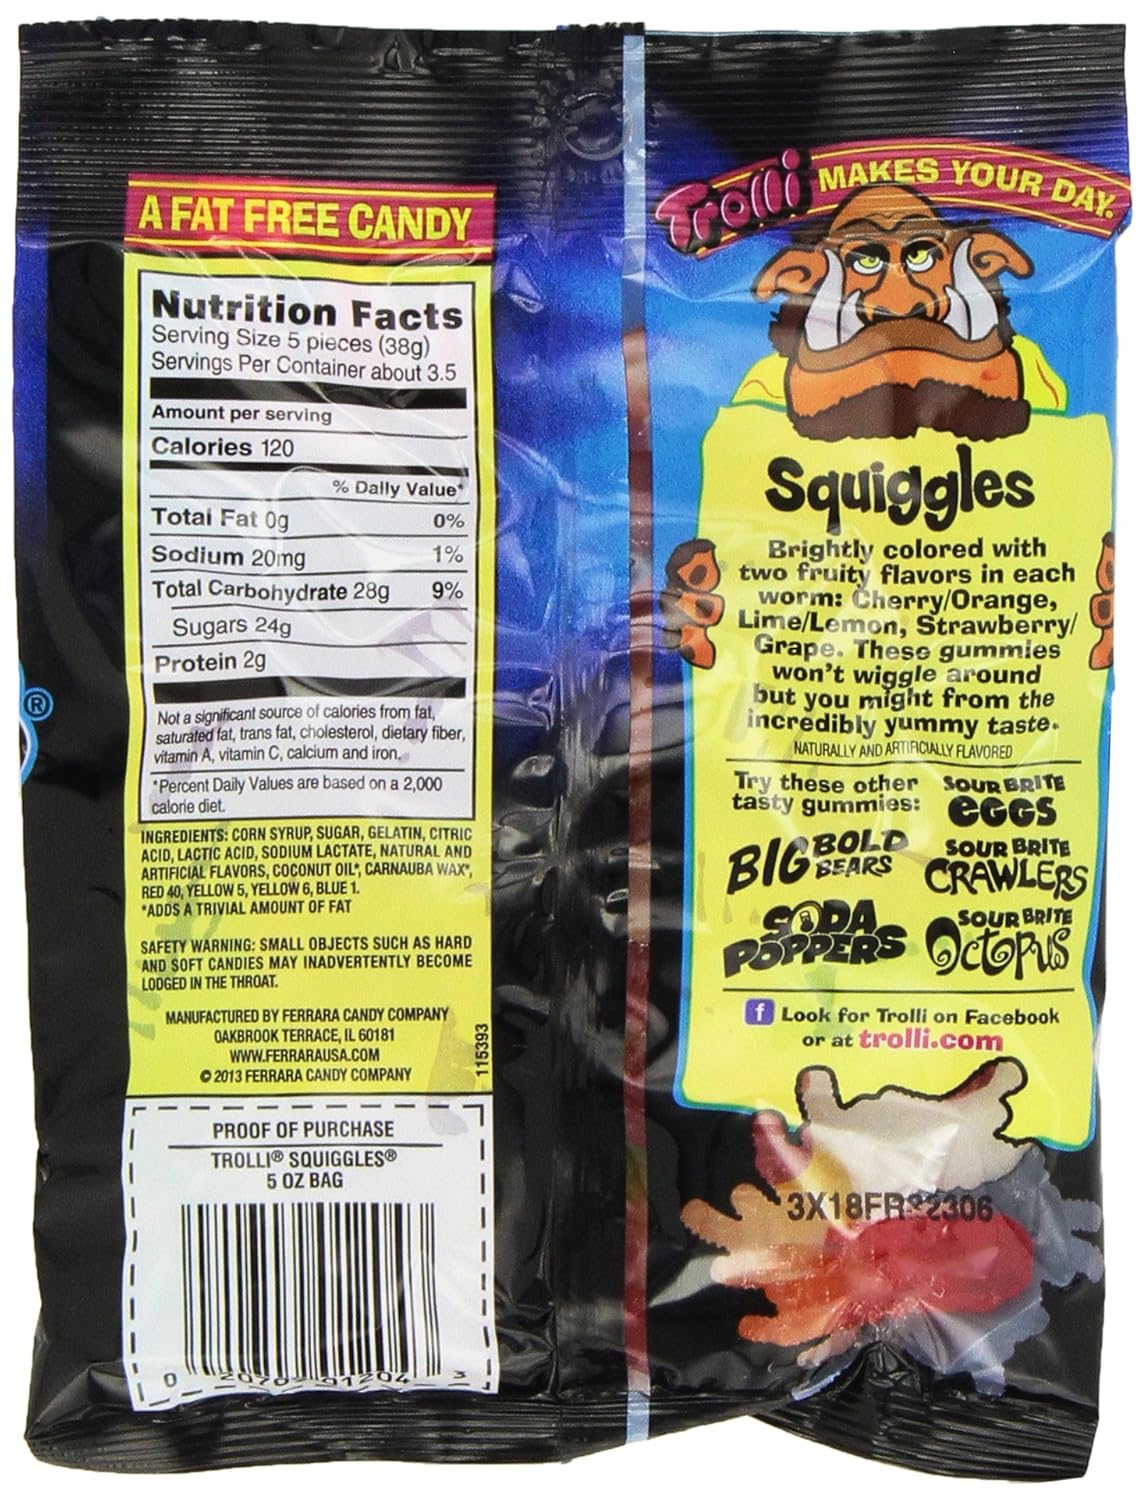 A FAT FREE CANDY
Nutrition Facts
Serving Size 5 pieces (38g)
Servings Per Container about 3.5
Amount per serving
Calories 120
% Daily Value*
Total Fat 0g 0%
Sodium 20mg 1%
Total Carbohydrate 28g 9%
Sugars 24g
Protein 2g
Not a significant source of calories from fat,
saturated fat, trans fat, cholesterol, dietary fiber,
vitamin A, vitamin C, calcium and iron.
*Percent Daily Values are based on a 2,000
calorie diet.
INGREDIENTS: CORN SYRUP, SUGAR, GELATIN, CITRIC
ACID, LACTIC ACID, SODIUM LACTATE, NATURAL AND
ARTIFICIAL FLAVORS, COCONUT OIL*, CARNAUBA WAX*,
RED 40, YELLOW 5, YELLOW 6, BLUE 1.
*ADDS A TRIVIAL AMOUNT OF FAT
SAFETY WARNING: SMALL OBJECTS SUCH AS HARD
AND SOFT CANDIES MAY INADVERTENTLY BECOME
LODGED IN THE THROAT.
MANUFACTURED BY FERRARA CANDY COMPANY
OAKBROOK TERRACE, IL 60181
WWW.FERRARAUSA.COM
© 2013 FERRARA CANDY COMPANY
115393
PROOF OF PURCHASE
TROLLI® SQUIGGLES®
5 OZ BAG
0 20702 01204 3
®
Trolli MAKES YOUR DAY.
Squiggles
Brightly colored with
two fruity flavors in each
worm: Cherry/Orange,
Lime/Lemon, Strawberry/
Grape. These gummies
won't wiggle around
but you might from the
incredibly yummy taste.
NATURALLY AND ARTIFICIALLY FLAVORED
Try these other
tasty gummies:
SOUR BRITE
eGGS
BIG BOLD
BEARS
SOUR BRITE
CRAWLERS
SODA
POPPERS
SOUR BRITE
OCTOPUS
f Look for Trolli on Facebook
or at trolli.com